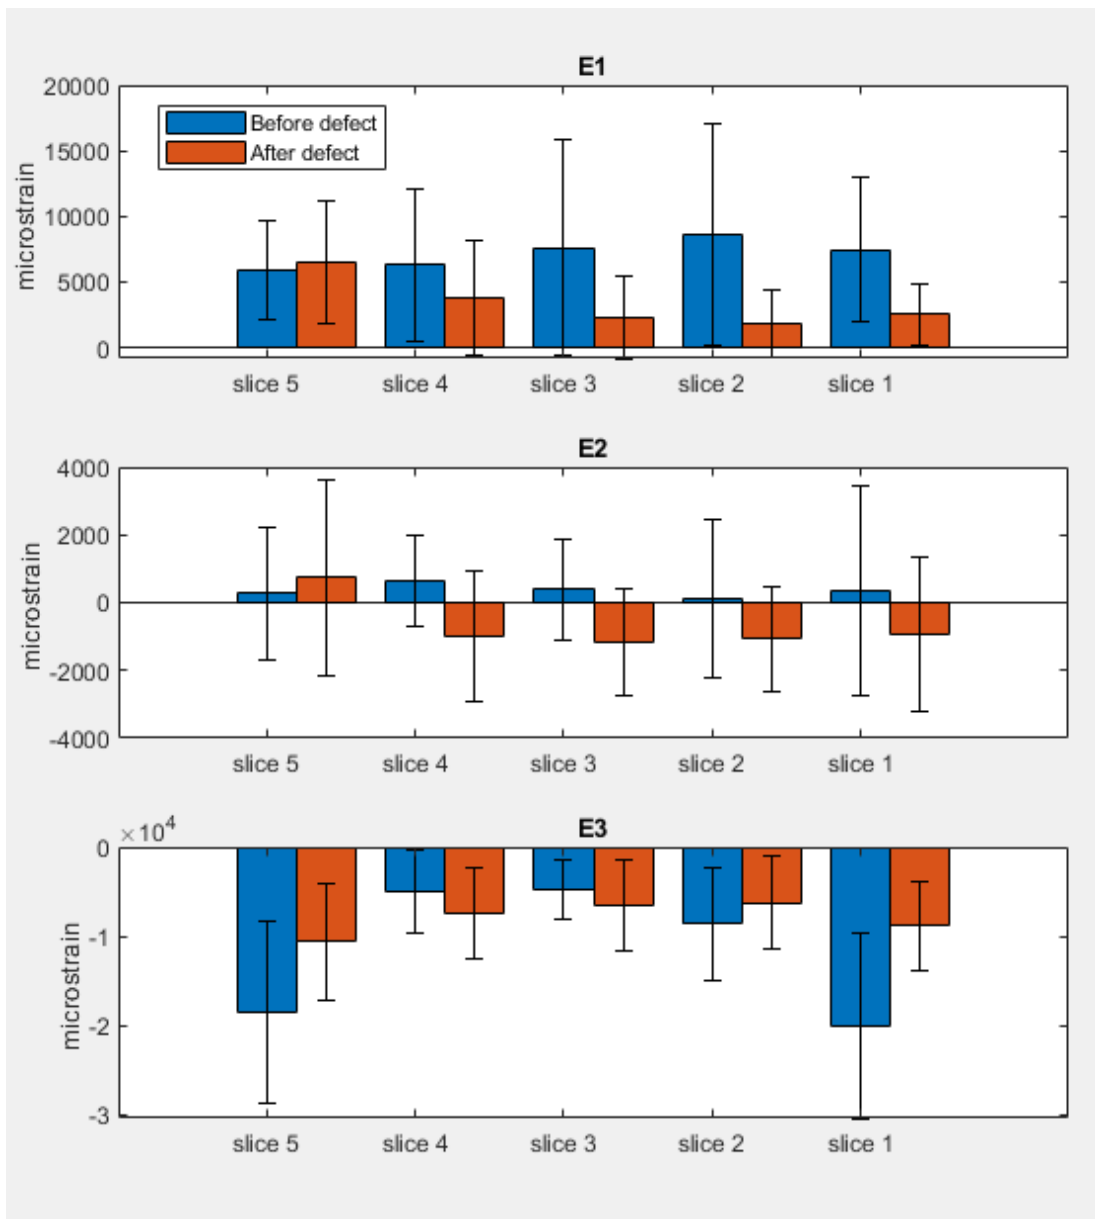 E1
20000
15000
10000
5000
0
microstrain
Before defect
After defect
slice 5 slice 4 slice 3 slice 2 slice 1
E2
4000
2000
0
-2000
-4000
microstrain
slice 5 slice 4 slice 3 slice 2 slice 1
×10⁴
E3
0
-1
-2
-3
microstrain
slice 5 slice 4 slice 3 slice 2 slice 1